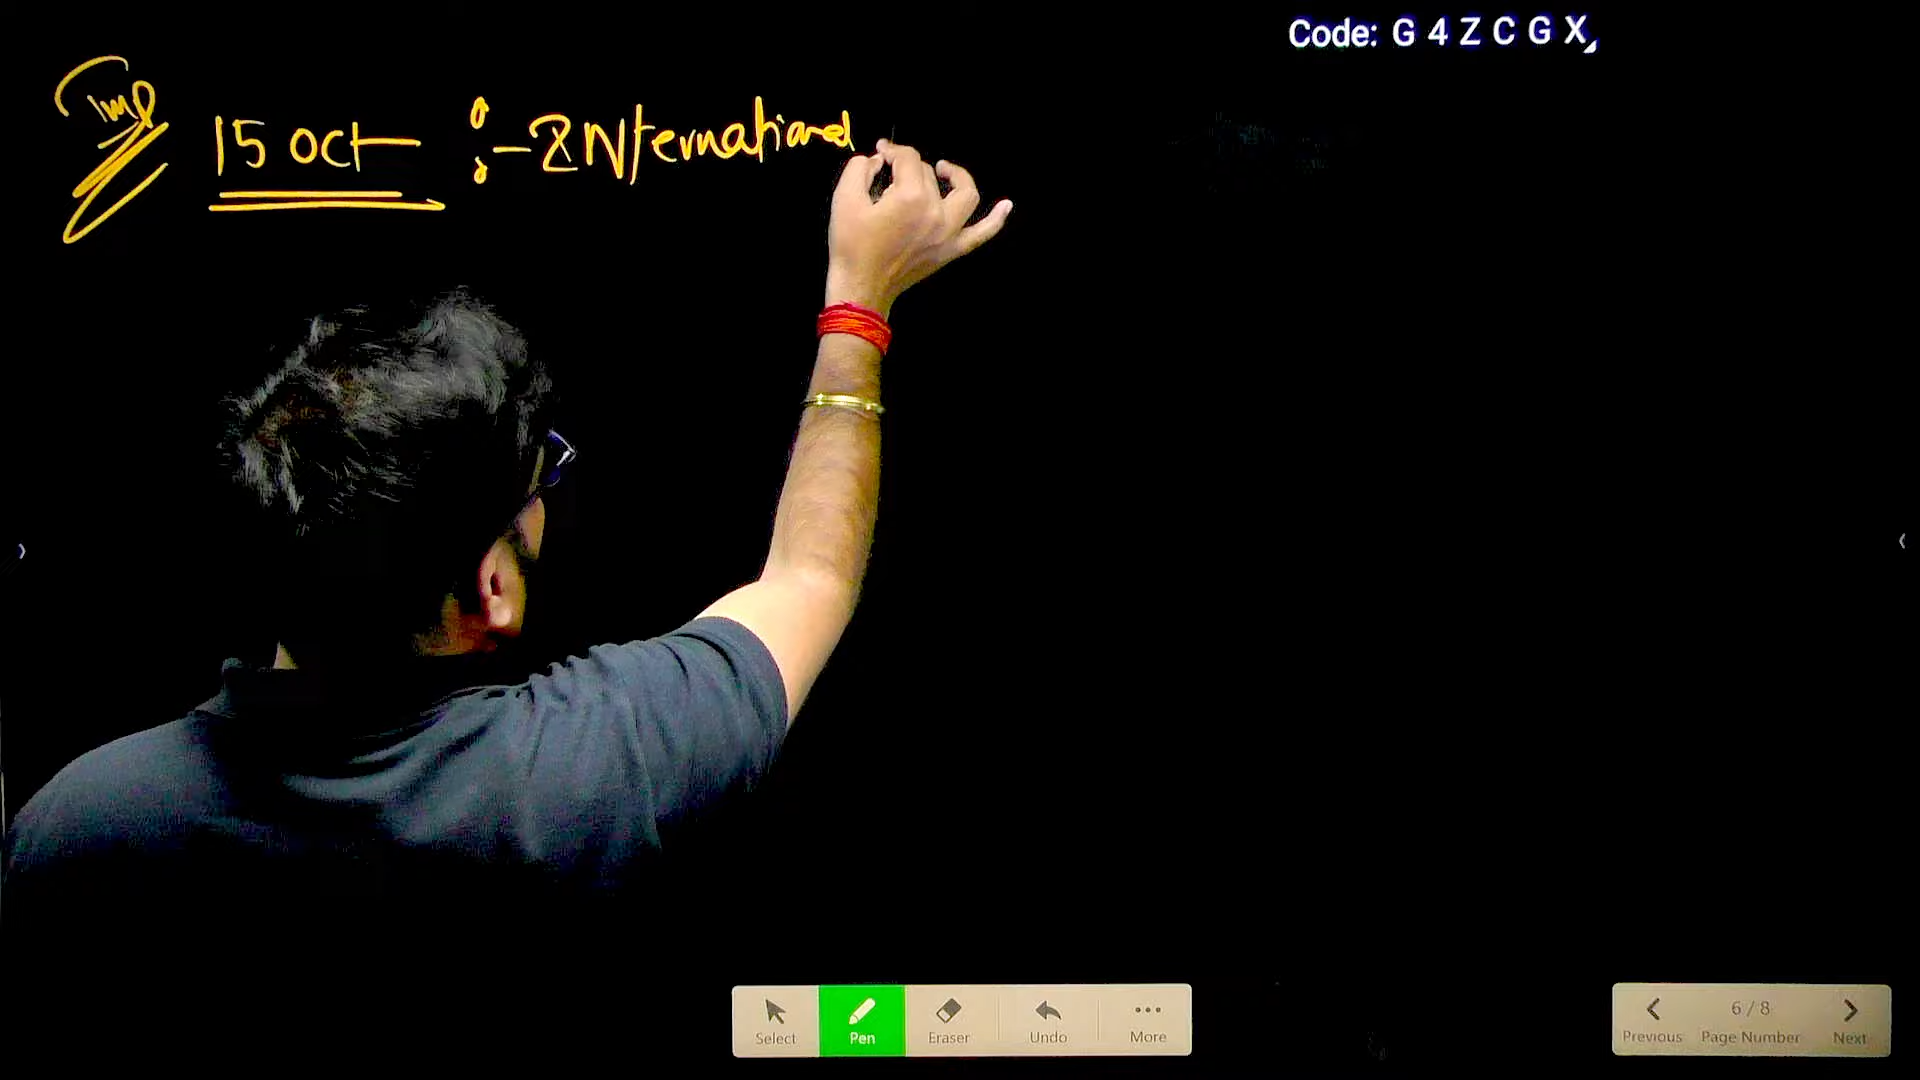 Code: G 4 Z C G X
Imp
15 Oct :- INternational
Select
Pen
Eraser
Undo
More
Previous
6 / 8
Page Number
Next